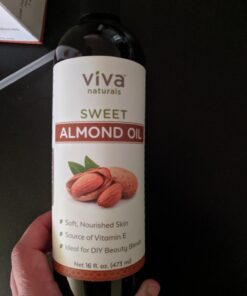 viva
naturals
SWEET
ALMOND OIL
Soft, Nourished Skin
Source of Vitamin E
Ideal for DIY Beauty Blends
Net 16 fl. oz. (473 ml)